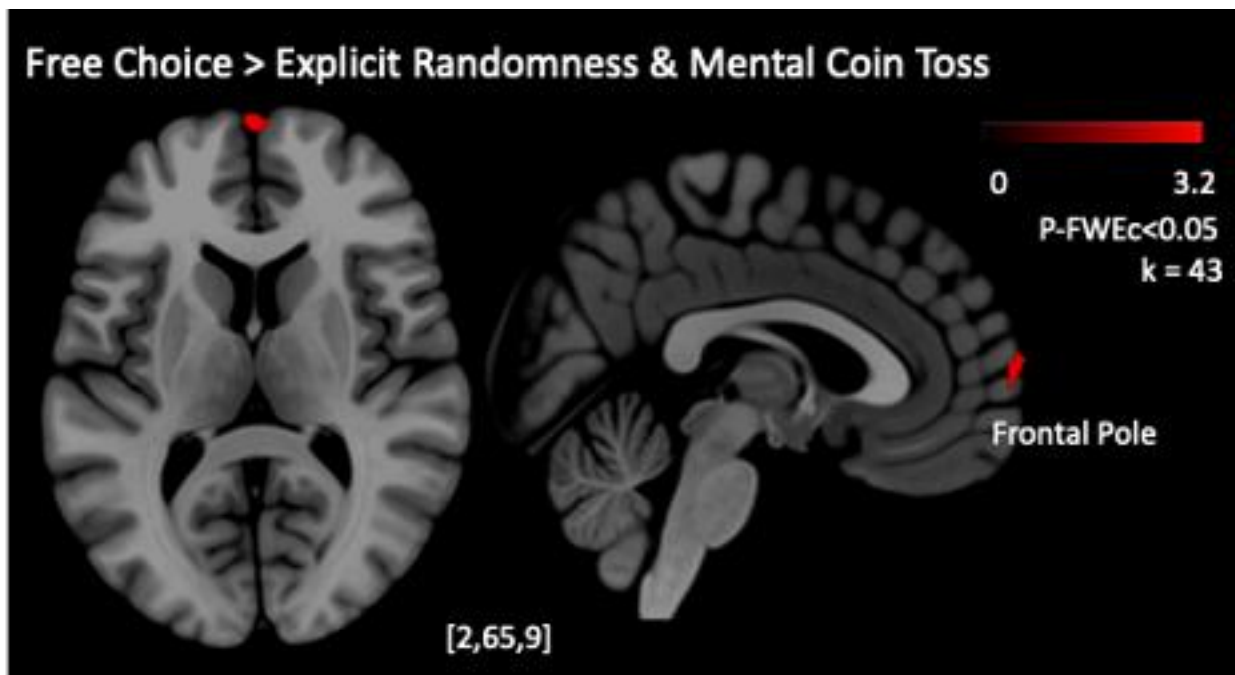 Free Choice > Explicit Randomness & Mental Coin Toss
0 3.2
P-FWEc<0.05
k = 43
Frontal Pole
[2,65,9]